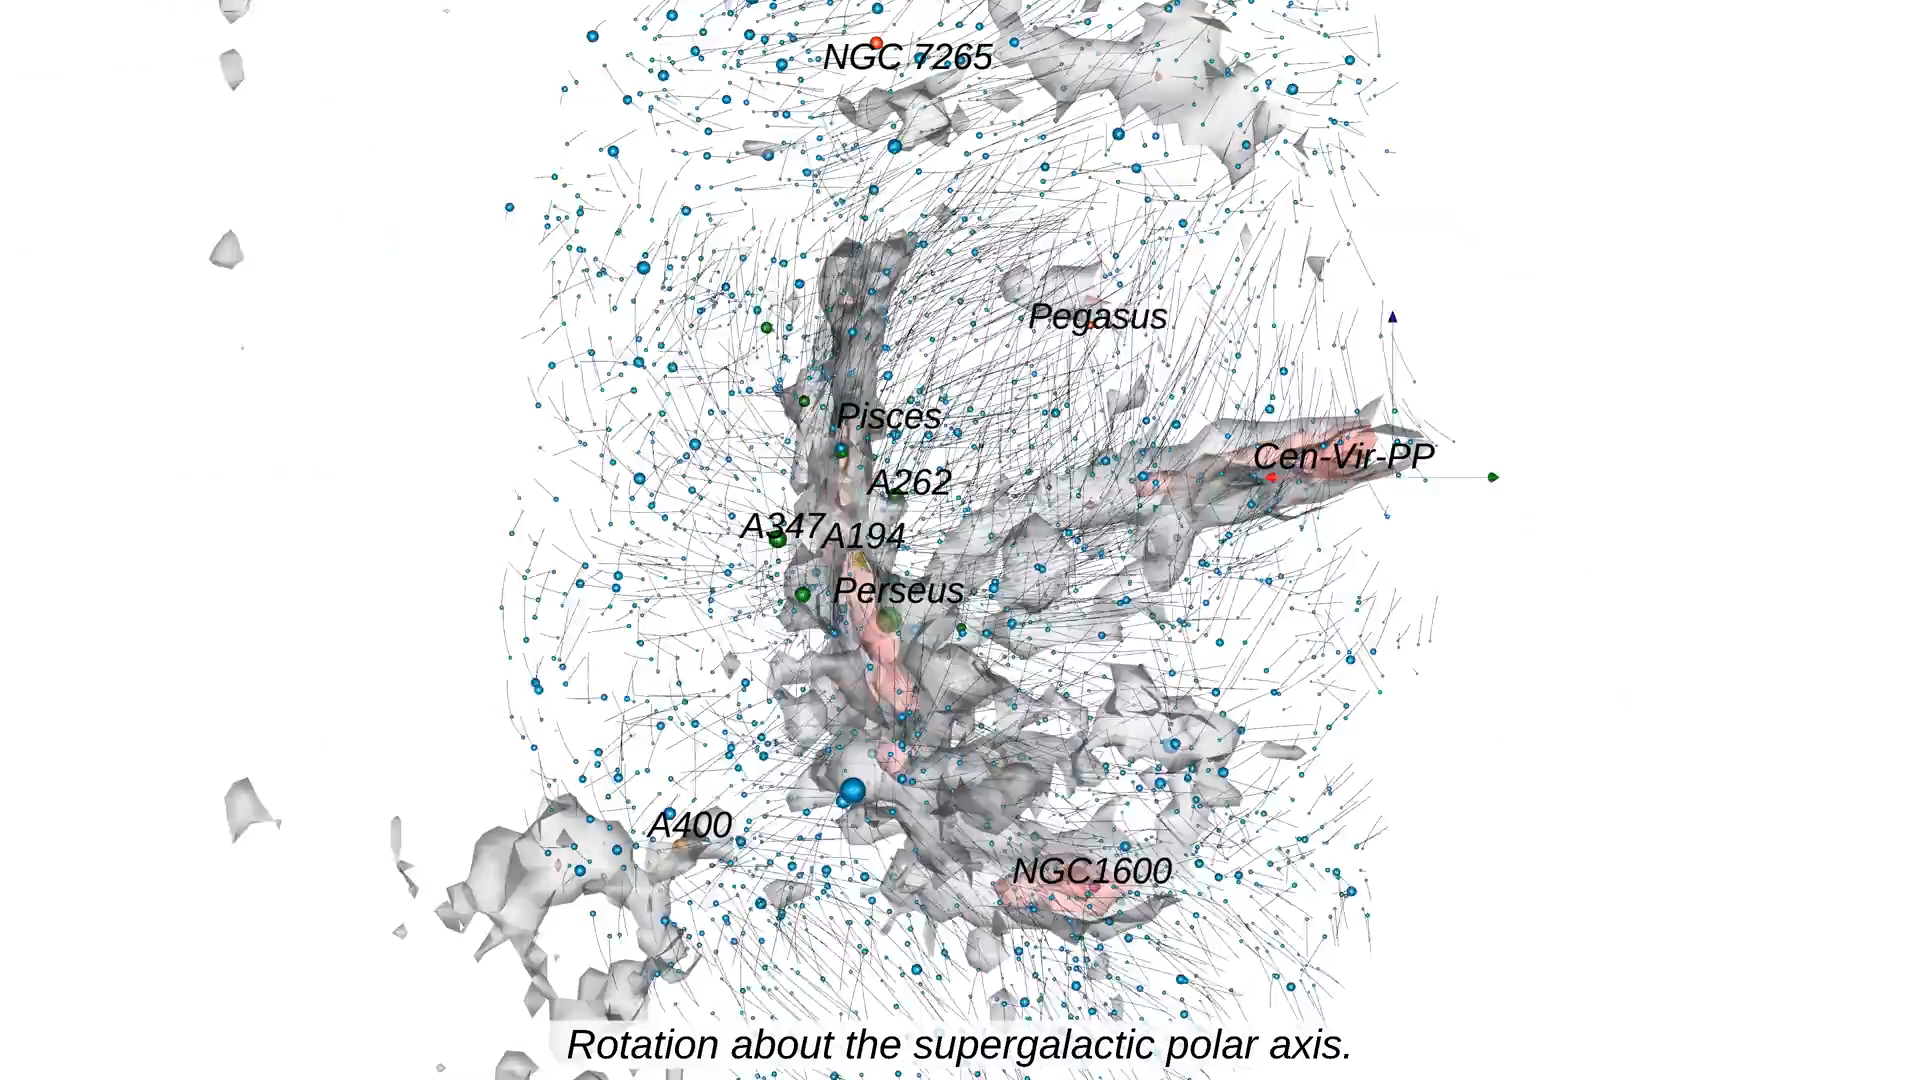 NGC 7265
Pegasus
Pisces
Cen-Vir-PP
A262
A347
A194
Perseus
A400
NGC1600
Rotation about the supergalactic polar axis.